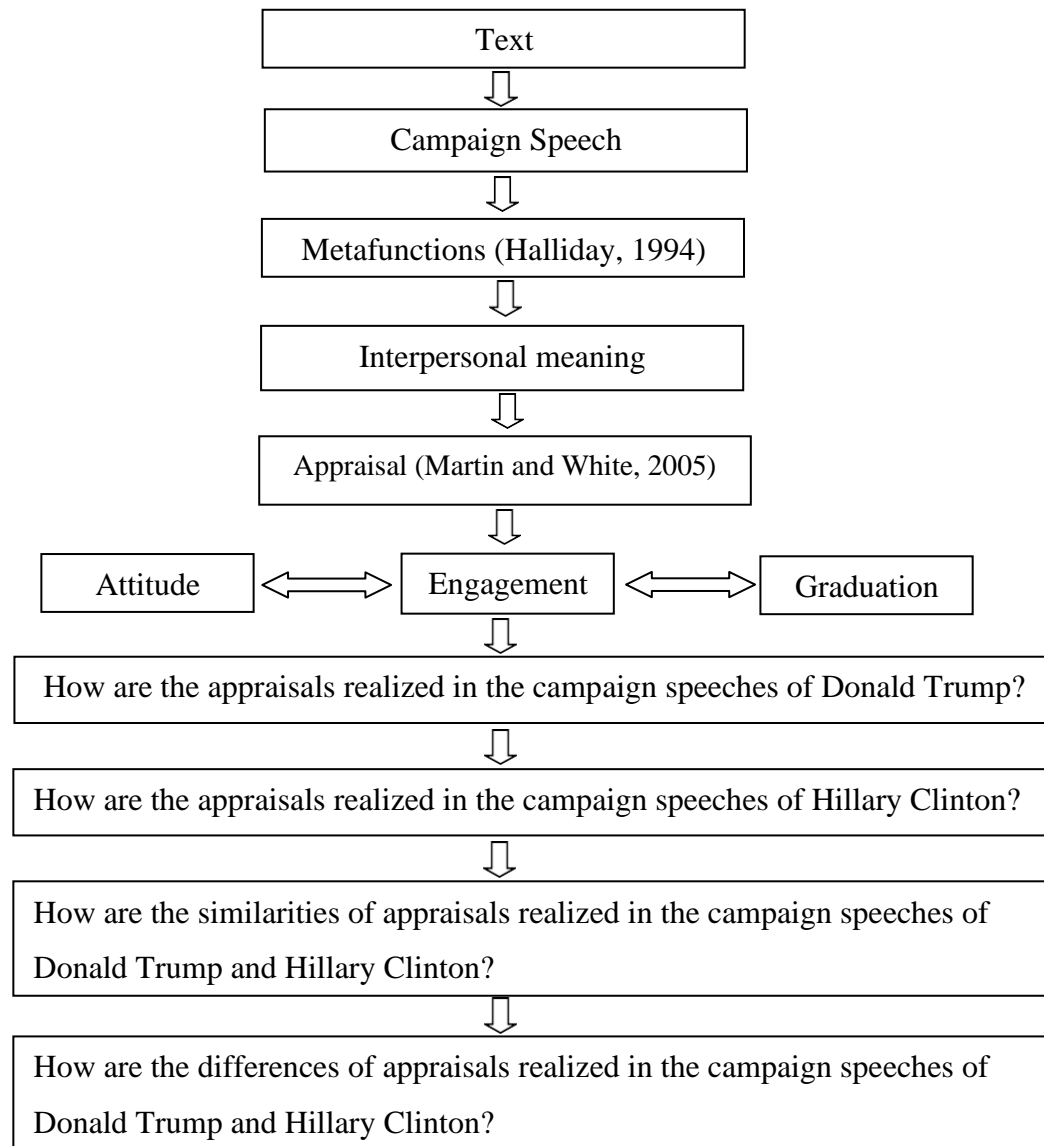 Text
Campaign Speech
Metafunctions (Halliday, 1994)
Interpersonal meaning
Appraisal (Martin and White, 2005)
Attitude
Engagement
Graduation
How are the appraisals realized in the campaign speeches of Donald Trump?
How are the appraisals realized in the campaign speeches of Hillary Clinton?
How are the similarities of appraisals realized in the campaign speeches of
Donald Trump and Hillary Clinton?
How are the differences of appraisals realized in the campaign speeches of
Donald Trump and Hillary Clinton?